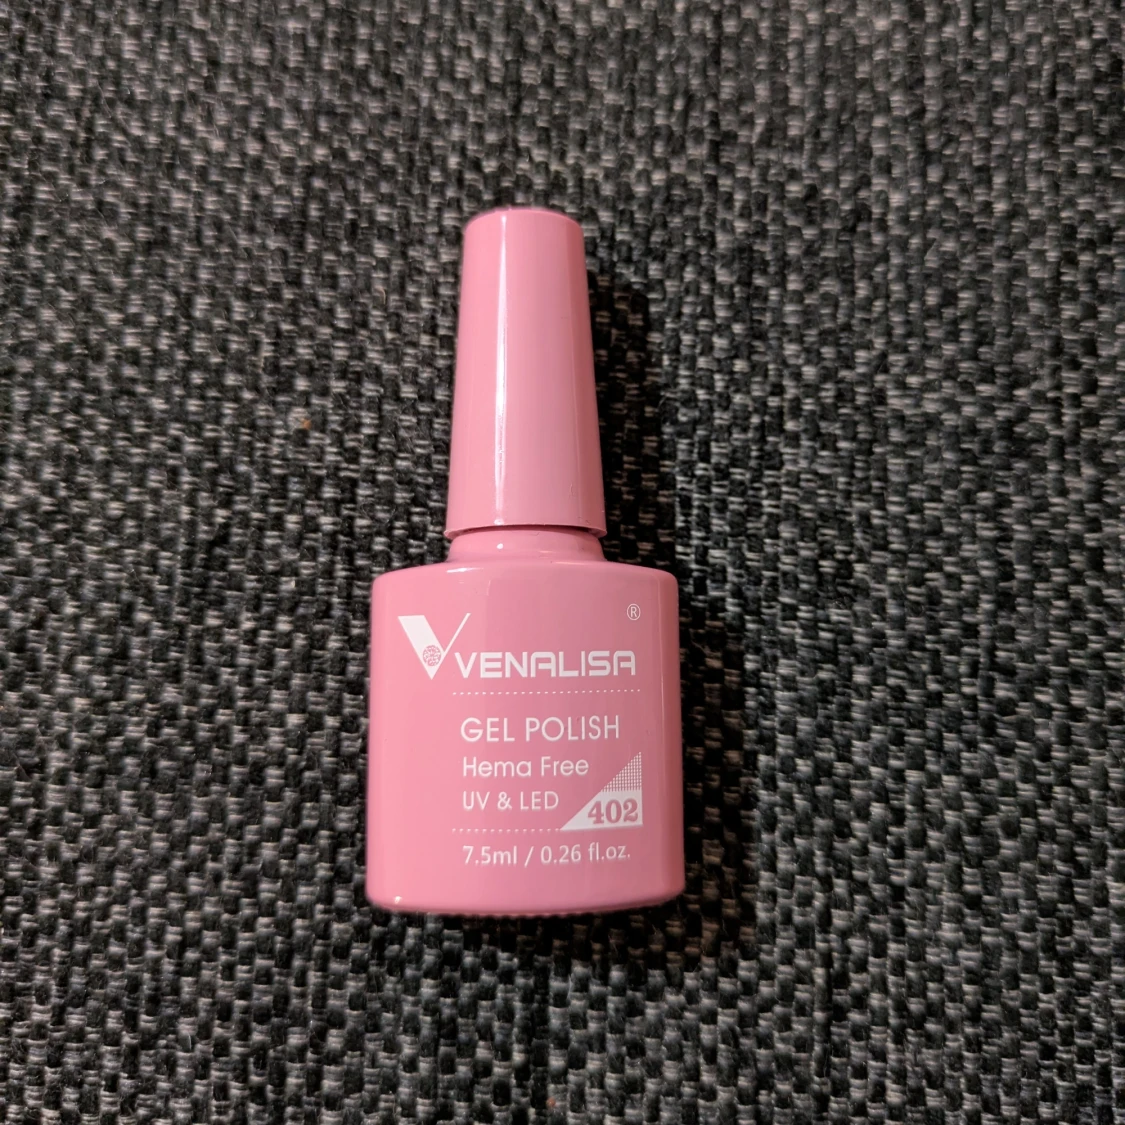 ®
VENALISA
GEL POLISH
Hema Free
UV & LED
402
7.5ml / 0.26 fl.oz.